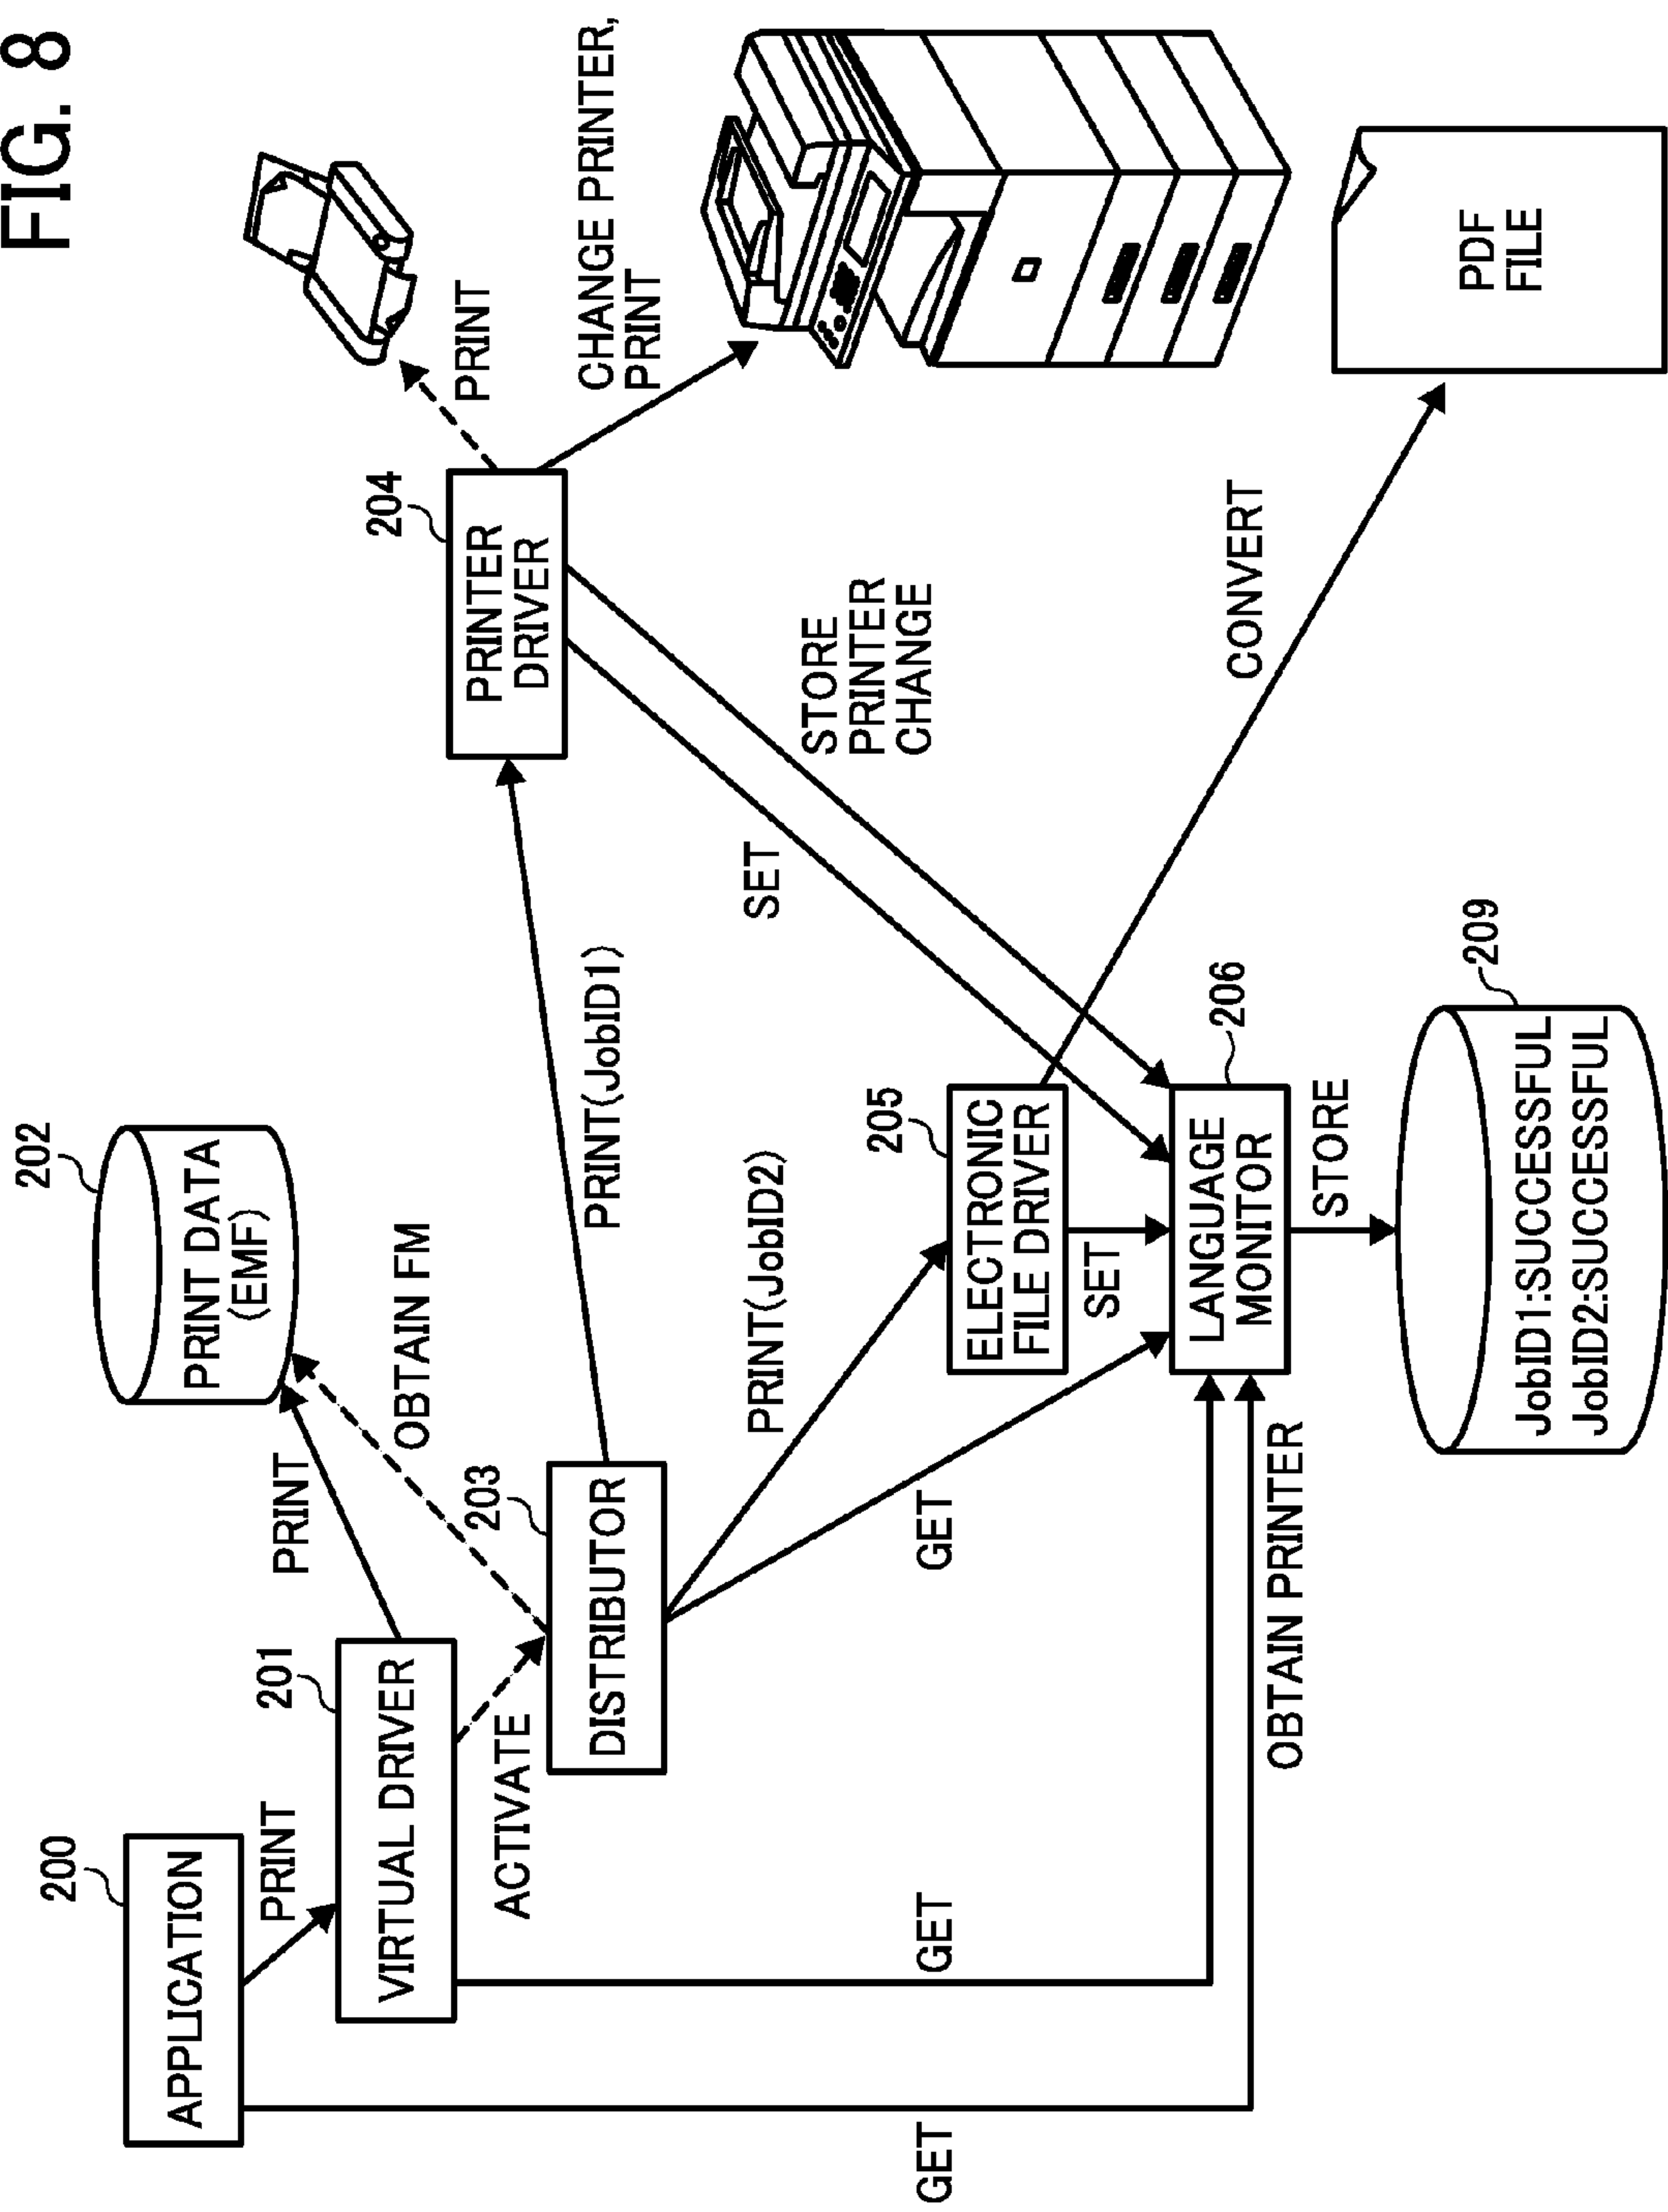 FIG. 8
200
APPLICATION
PRINT
201
VIRTUAL DRIVER
PRINT
202
PRINT DATA
(EMF)
OBTAIN FM
ACTIVATE
203
DISTRIBUTOR
PRINT(JobID1)
204
PRINTER
DRIVER
PRINT
CHANGE PRINTER,
PRINT
PRINT(JobID2)
SET
STORE
PRINTER
CHANGE
205
ELECTRONIC
FILE DRIVER
CONVERT
PDF
FILE
GET
GET
GET
SET
206
LANGUAGE
MONITOR
OBTAIN PRINTER
STORE
209
JobID1:SUCCESSFUL
JobID2:SUCCESSFUL